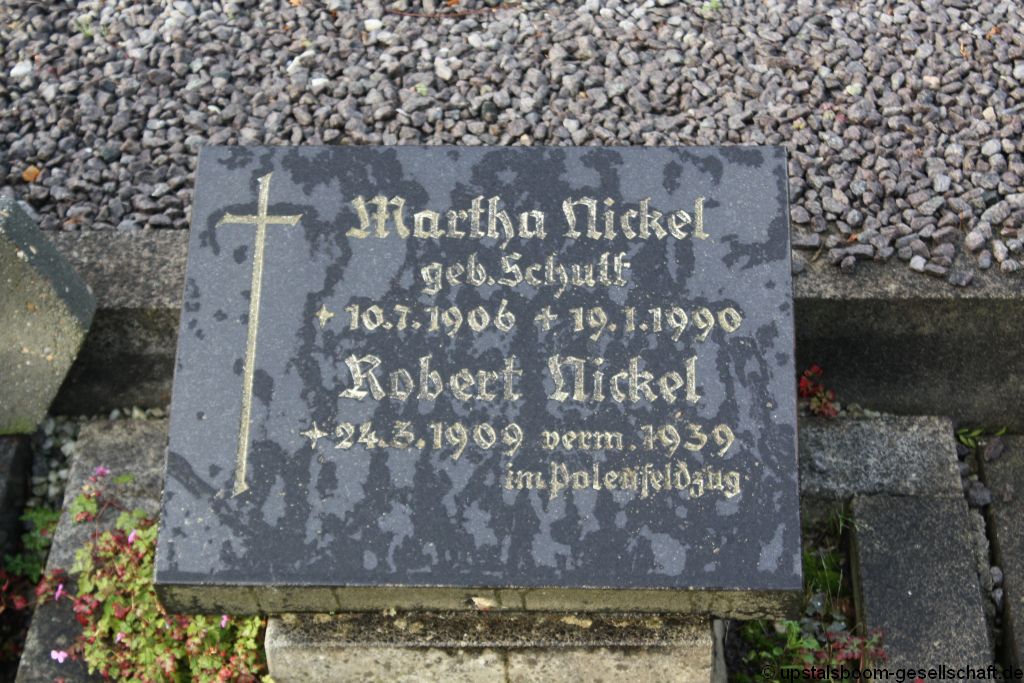 Martha Nickel
geb. Schult
* 10.7.1906 + 19.1.1990
Robert Nickel
* 24.3.1909 verm. 1939
im Polenfeldzug
© upstalsboom-gesellschaft.de